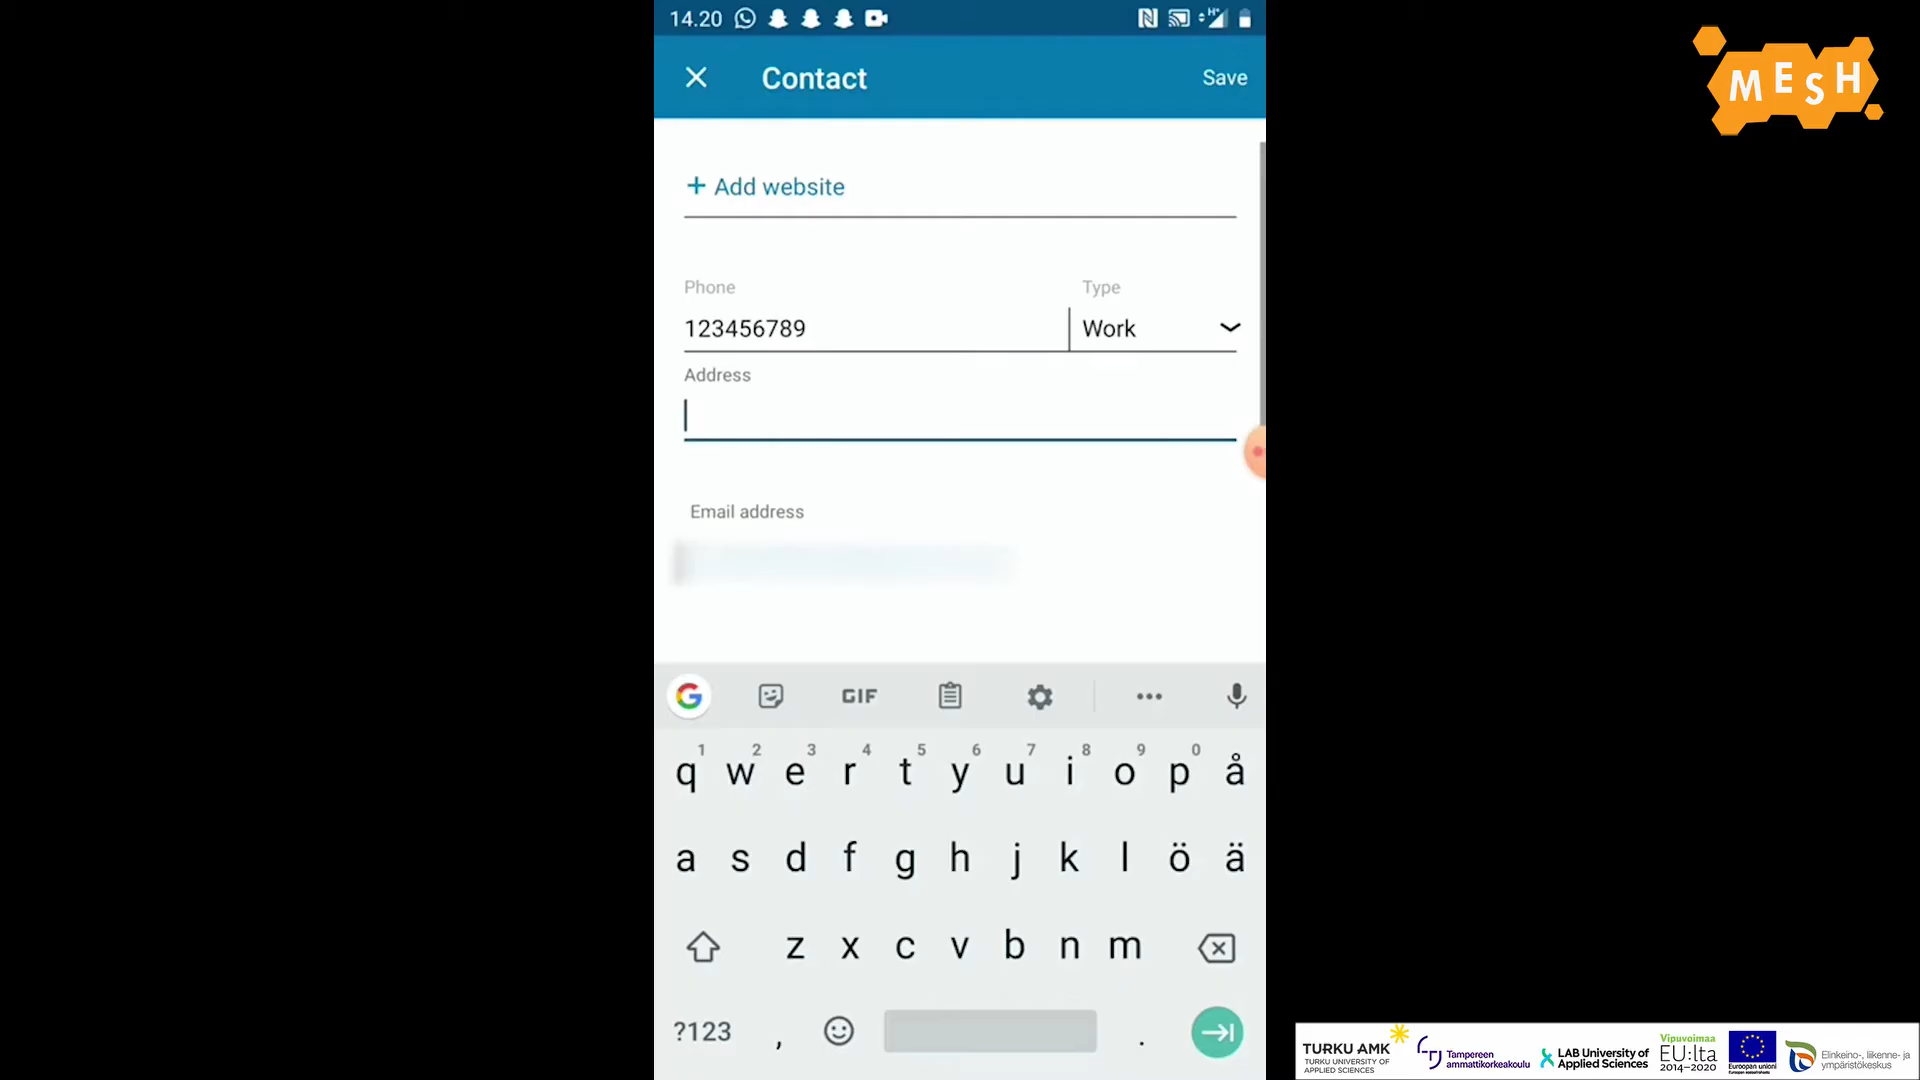 14.20
H+
Contact
Save
MESH
+ Add website
Phone
Type
123456789
Work
Address
Email address
G
GIF
1 2 3 4 5 6 7 8 9 0
q w e r t y u i o p å
a s d f g h j k l ö ä
z x c v b n m
?123 , .
TURKU AMK
TURKU UNIVERSITY OF
APPLIED SCIENCES
Tampereen
ammattikorkeakoulu
LAB University of
Applied Sciences
Vipuvoimaa
EU:lta
2014–2020
Euroopan unioni
Elinkeino-, liikenne- ja
ympäristökeskus